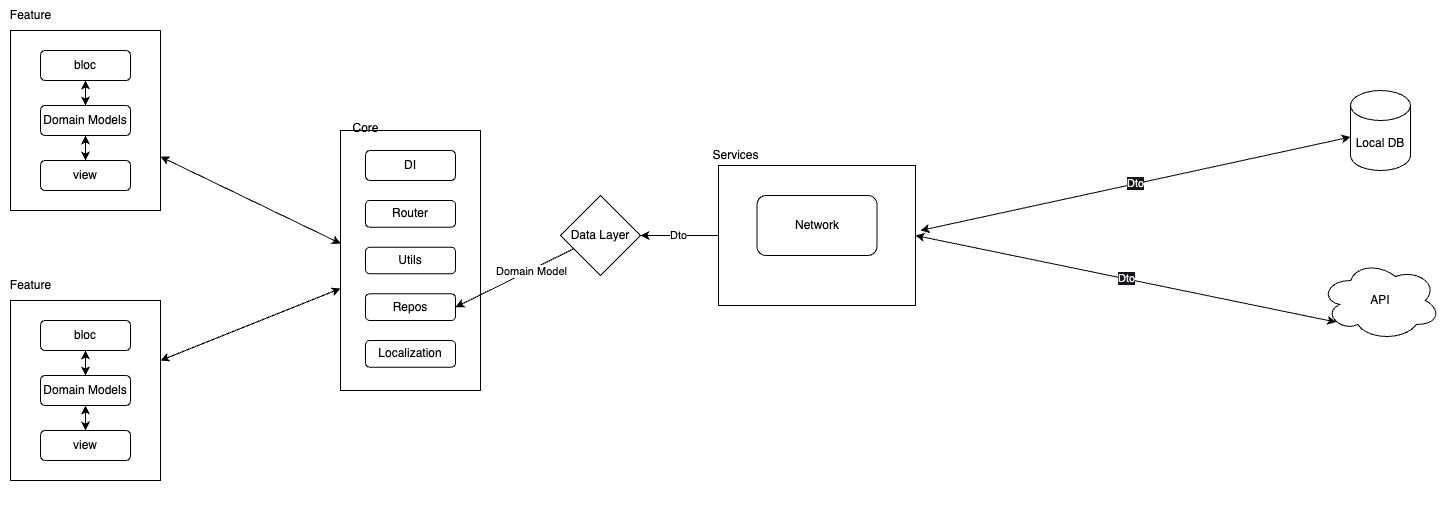 Feature
bloc
Domain Models
view
Feature
bloc
Domain Models
view
Core
DI
Router
Utils
Repos
Localization
Domain Model
Data Layer
Dto
Services
Network
Dto
Dto
Local DB
API